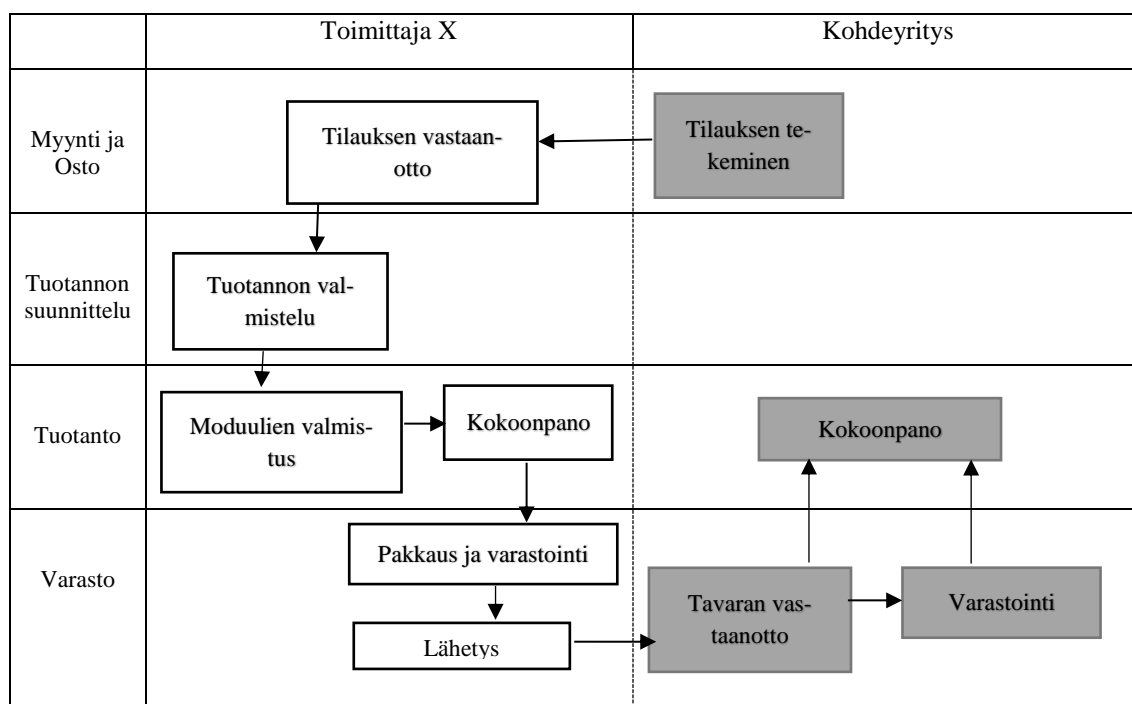 Toimittaja X
Kohdeyritys
Myynti ja
Osto
Tilauksen vastaan-
otto
Tilauksen te-
keminen
Tuotannon
suunnittelu
Tuotannon val-
mistelu
Tuotanto
Moduulien valmis-
tus
Kokoonpano
Kokoonpano
Varasto
Pakkaus ja varastointi
Lähetys
Tavaran vas-
taanotto
Varastointi